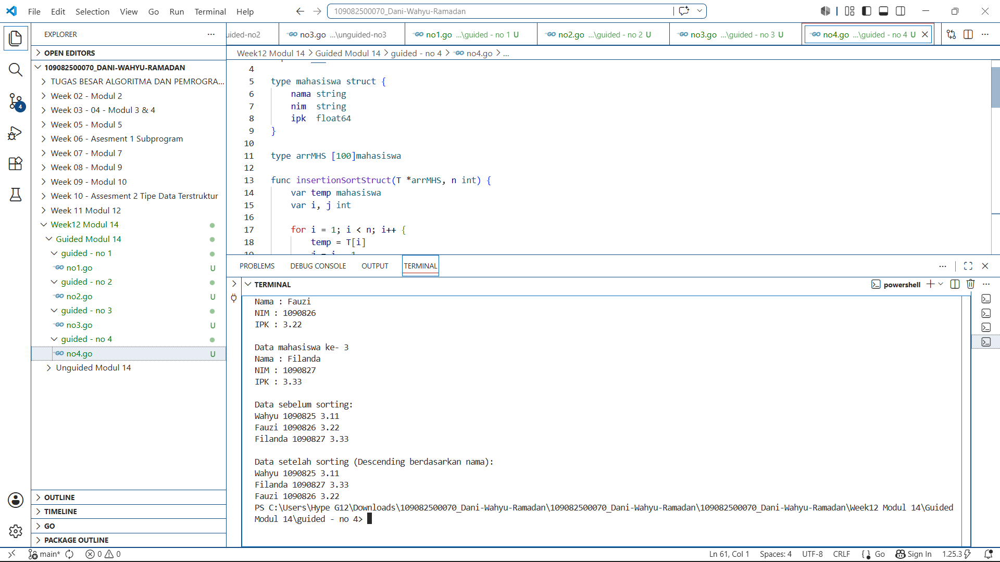 File Edit Selection View Go Run Terminal Help
109082500070_Dani-Wahyu-Ramadan
EXPLORER
uided-no2
no3.go ...\unguided-no3
no1.go ...\guided - no 1 U
no2.go ...\guided - no 2 U
no3.go ...\guided - no 3 U
no4.go ...\guided - no 4 U
OPEN EDITORS
109082500070_DANI-WAHYU-RAMADAN
TUGAS BESAR ALGORITMA DAN PEMROGRA...
Week 02 - Modul 2
Week 03 - 04 - Modul 3 & 4
Week 05 - Modul 5
Week 06 - Asesment 1 Subprogram
Week 07 - Modul 7
Week 08 - Modul 9
Week 09 - Modul 10
Week 10 - Assesment 2 Tipe Data Terstruktur
Week 11 Modul 12
Week12 Modul 14
Guided Modul 14
guided - no 1
no1.go U
guided - no 2
no2.go U
guided - no 3
no3.go U
guided - no 4
no4.go U
Unguided Modul 14
OUTLINE
TIMELINE
GO
PACKAGE OUTLINE
4
Week12 Modul 14 > Guided Modul 14 > guided - no 4 > no4.go > ...
4
5 type mahasiswa struct {
6 nama string
7 nim string
8 ipk float64
9 }
10
11 type arrMHS [100]mahasiswa
12
13 func insertionSortStruct(T *arrMHS, n int) {
14 var temp mahasiswa
15 var i, j int
16
17 for i = 1; i < n; i++ {
18 temp = T[i]
PROBLEMS DEBUG CONSOLE OUTPUT TERMINAL
TERMINAL
powershell
Nama : Fauzi
NIM : 1090826
IPK : 3.22
Data mahasiswa ke- 3
Nama : Filanda
NIM : 1090827
IPK : 3.33
Data sebelum sorting:
Wahyu 1090825 3.11
Fauzi 1090826 3.22
Filanda 1090827 3.33
Data setelah sorting (Descending berdasarkan nama):
Wahyu 1090825 3.11
Filanda 1090827 3.33
Fauzi 1090826 3.22
PS C:\Users\Hype G12\Downloads\109082500070_Dani-Wahyu-Ramadan\109082500070_Dani-Wahyu-Ramadan\109082500070_Dani-Wahyu-Ramadan\Week12 Modul 14\Guided
Modul 14\guided - no 4>
main* 0 0 Ln 61, Col 1 Spaces: 4 UTF-8 CRLF Go Sign In 1.25.3